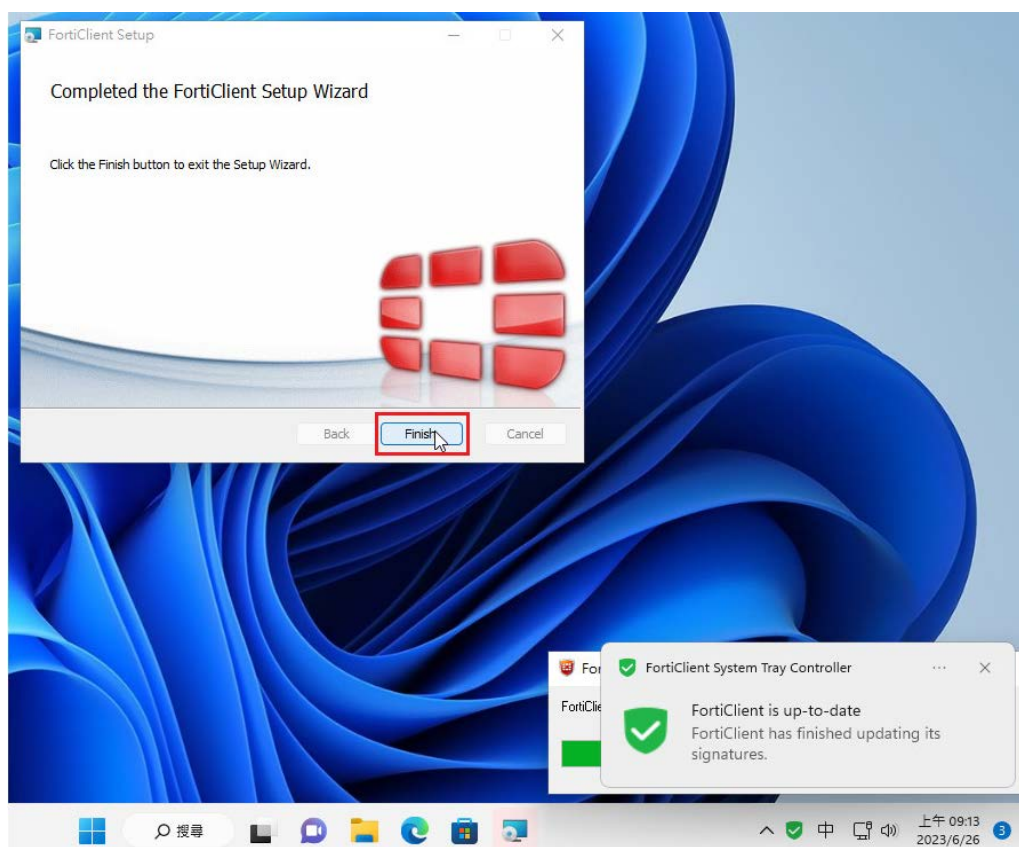 FortiClient Setup
Completed the FortiClient Setup Wizard
Click the Finish button to exit the Setup Wizard.
Back
Finish
Cancel
FortiClient System Tray Controller
FortiClient is up-to-date
FortiClient has finished updating its
signatures.
搜尋
中
上午 09:13
2023/6/26
3